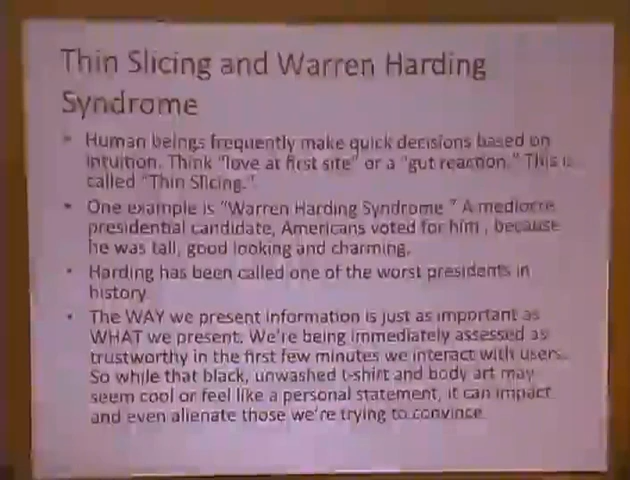 Thin Slicing and Warren Harding
Syndrome
• Human beings frequently make quick decisions based on
intuition. Think "love at first site" or a "gut reaction." This is
called "Thin Slicing."
• One example is "Warren Harding Syndrome." A mediocre
presidential candidate, Americans voted for him, because
he was tall, good looking and charming.
• Harding has been called one of the worst presidents in
history.
• The WAY we present information is just as important as
WHAT we present. We're being immediately assessed as
trustworthy in the first few minutes we interact with users.
So while that black, unwashed t-shirt and body art may
seem cool or feel like a personal statement, it can impact
and even alienate those we're trying to convince.